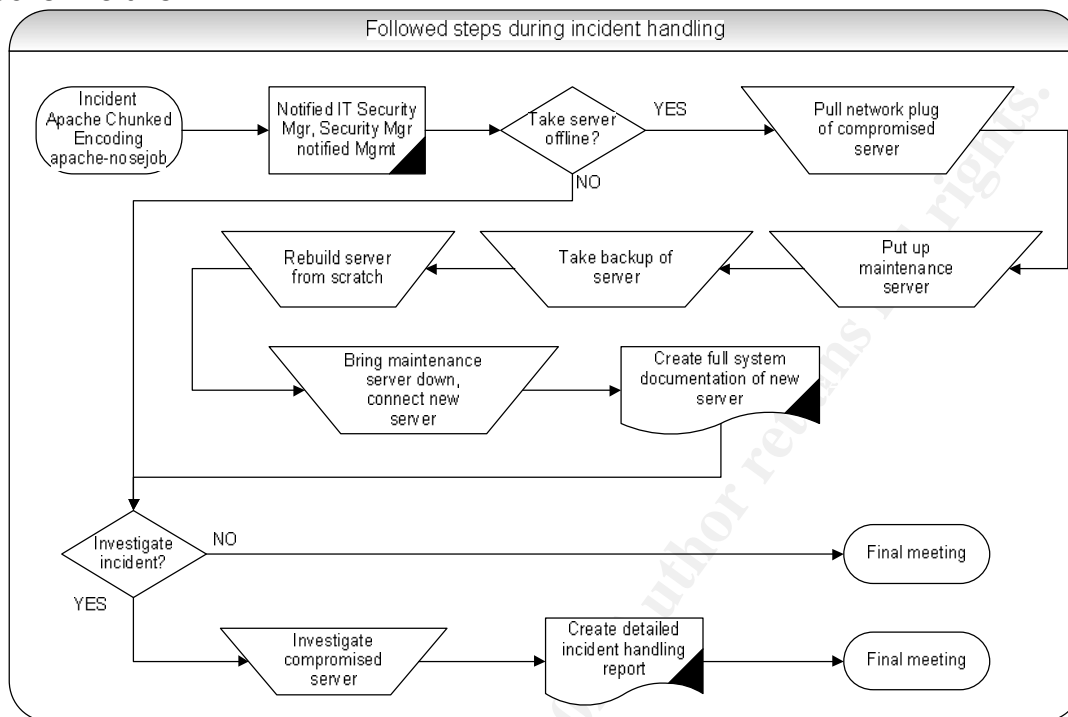 Followed steps during incident handling
Incident
Apache Chunked
Encoding
apache-nosejob
Notified IT Security
Mgr, Security Mgr
notified Mgmt
Take server
offline?
YES
Pull network plug
of compromised
server
NO
Rebuild server
from scratch
Take backup of
server
Put up
maintenance
server
Bring maintenance
server down,
connect new
server
Create full system
documentation of new
server
Investigate
incident?
NO
Final meeting
YES
Investigate
compromised
server
Create detailed
incident handling
report
Final meeting
rights.